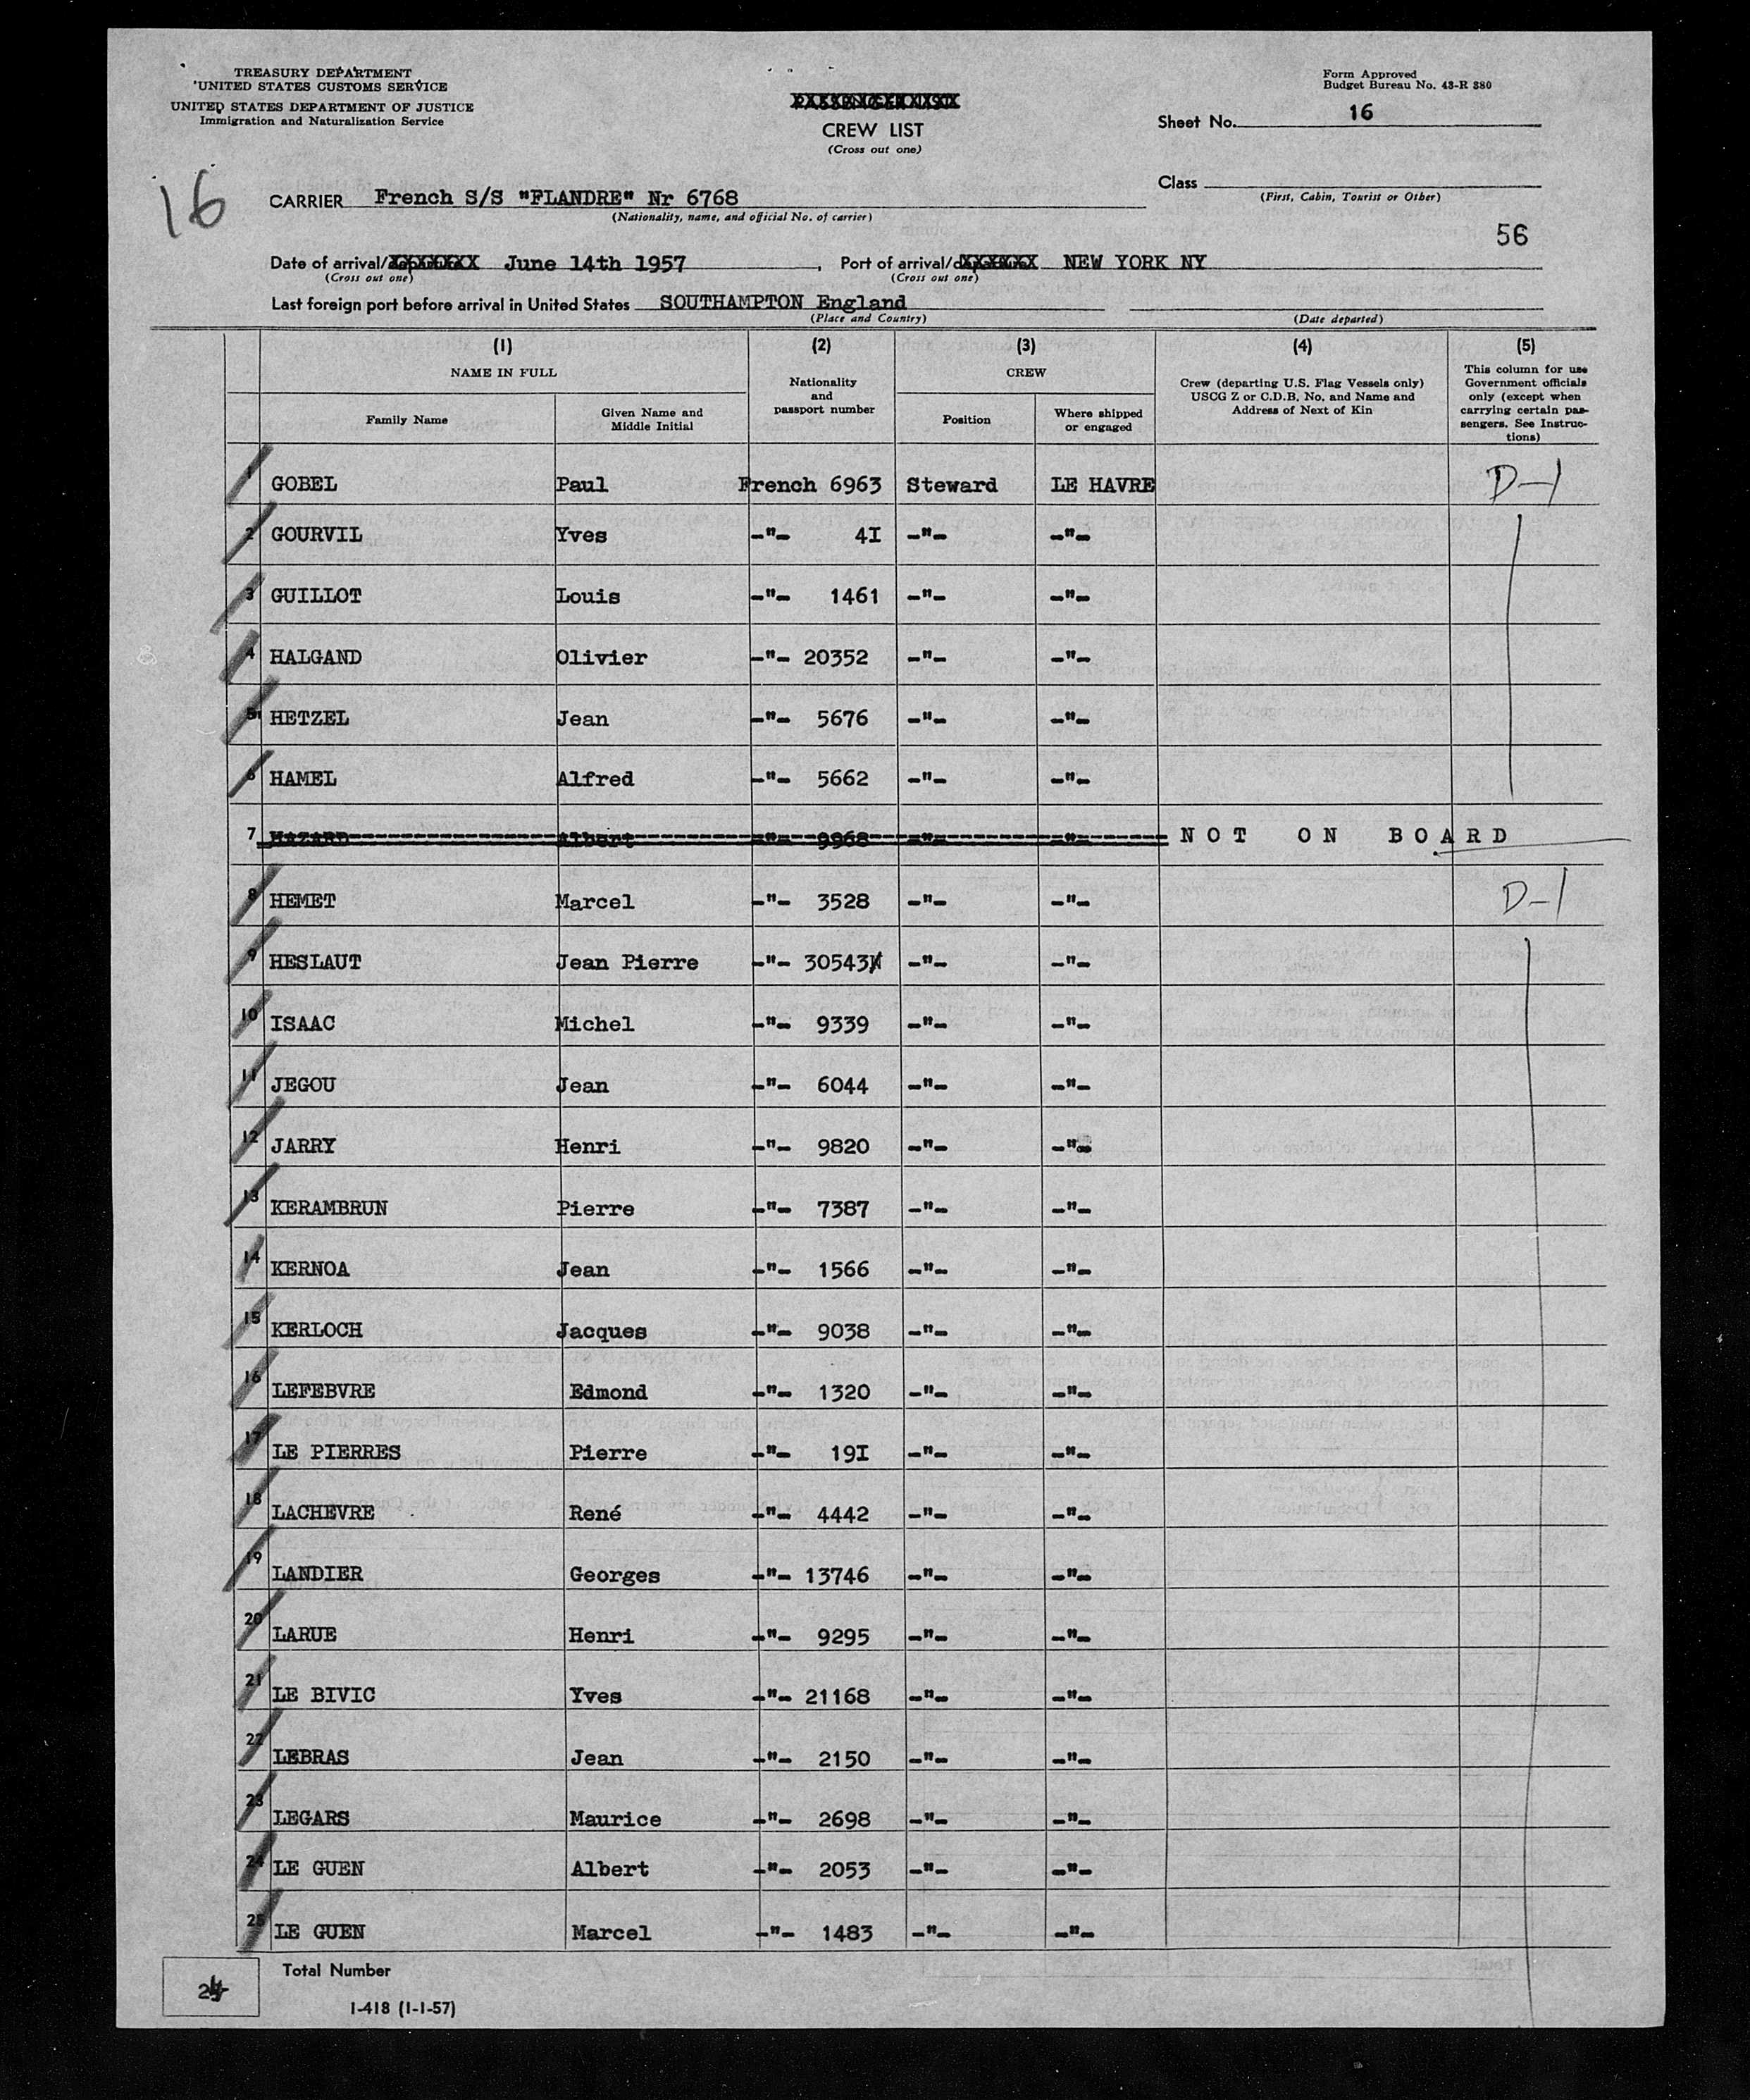 TREASURY DEPARTMENT
UNITED STATES CUSTOMS SERVICE
UNITED STATES DEPARTMENT OF JUSTICE
Immigration and Naturalization Service
CREW LIST
(Cross out one)
Form Approved
Budget Bureau No. 43-R 380
Sheet No. 16
16
CARRIER French S/S "FLANDRE" Nr 6768
(Nationality, name, and official No. of carrier)
Class
(First, Cabin, Tourist or Other)
56
Date of arrival/ June 14th 1957, Port of arrival/ NEW YORK NY
(Cross out one) (Cross out one)
Last foreign port before arrival in United States SOUTHAMPTON England
(Place and Country) (Date departed)
(1) (2) (3) (4) (5)
NAME IN FULL
Family Name
Given Name and
Middle Initial
Nationality
and
passport number
CREW
Position
Where shipped
or engaged
Crew (departing U.S. Flag Vessels only)
USCG Z or C.D.B. No. and Name and
Address of Next of Kin
This column for use
Government officials
only (except when
carrying certain pas-
sengers. See Instruc-
tions)
1 GOBEL Paul French 6963 Steward LE HAVRE D-1
2 GOURVIL Yves -"- 4I -"- -"-
3 GUILLOT Louis -"- 1461 -"- -"-
4 HALGAND Olivier -"- 20352 -"- -"-
5 HETZEL Jean -"- 5676 -"- -"-
6 HAMEL Alfred -"- 5662 -"- -"-
7 HAZARD Albert -"- 9968 -"- -"- NOT ON BOARD
8 HEMET Marcel -"- 3528 -"- -"- D-1
9 HESLAUT Jean Pierre -"- 30543 -"- -"-
10 ISAAC Michel -"- 9339 -"- -"-
11 JEGOU Jean -"- 6044 -"- -"-
12 JARRY Henri -"- 9820 -"- -"-
13 KERAMBRUN Pierre -"- 7387 -"- -"-
14 KERNOA Jean -"- 1566 -"- -"-
15 KERLOCH Jacques -"- 9038 -"- -"-
16 LEFEBVRE Edmond -"- 1320 -"- -"-
17 LE PIERRES Pierre -"- 19I -"- -"-
18 LACHEVRE René -"- 4442 -"- -"-
19 LANDIER Georges -"- 13746 -"- -"-
20 LARUE Henri -"- 9295 -"- -"-
21 LE BIVIC Yves -"- 21168 -"- -"-
22 LEBRAS Jean -"- 2150 -"- -"-
23 LEGARS Maurice -"- 2698 -"- -"-
24 LE GUEN Albert -"- 2053 -"- -"-
25 LE GUEN Marcel -"- 1483 -"- -"-
24 Total Number
I-418 (1-1-57)